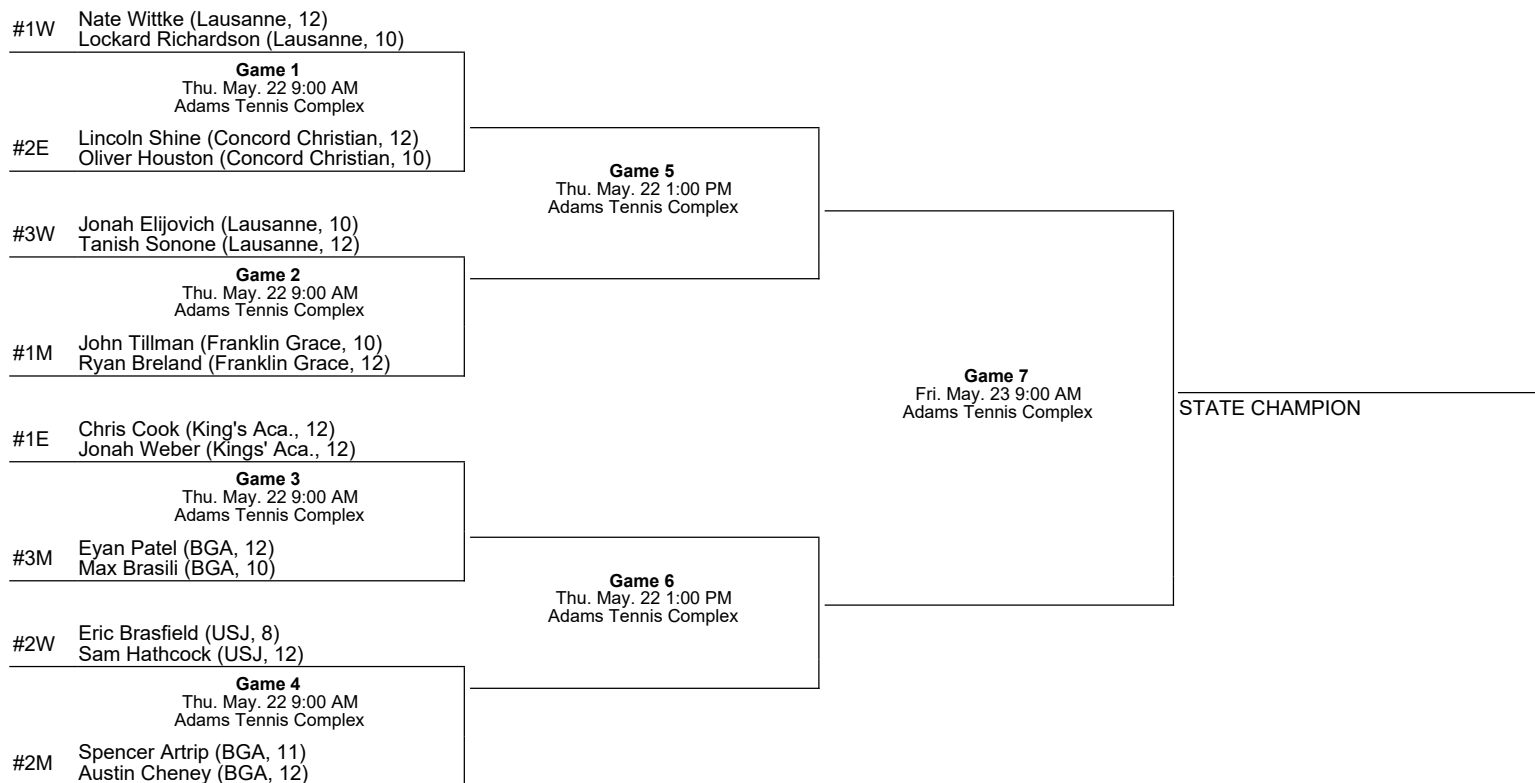 #1W Nate Wittke (Lausanne, 12)
Lockard Richardson (Lausanne, 10)
Game 1
Thu. May. 22 9:00 AM
Adams Tennis Complex
#2E Lincoln Shine (Concord Christian, 12)
Oliver Houston (Concord Christian, 10)
Game 5
Thu. May. 22 1:00 PM
Adams Tennis Complex
#3W Jonah Elijovich (Lausanne, 10)
Tanish Sonone (Lausanne, 12)
Game 2
Thu. May. 22 9:00 AM
Adams Tennis Complex
#1M John Tillman (Franklin Grace, 10)
Ryan Breland (Franklin Grace, 12)
Game 7
Fri. May. 23 9:00 AM
Adams Tennis Complex
STATE CHAMPION
#1E Chris Cook (King's Aca., 12)
Jonah Weber (Kings' Aca., 12)
Game 3
Thu. May. 22 9:00 AM
Adams Tennis Complex
#3M Eyan Patel (BGA, 12)
Max Brasili (BGA, 10)
Game 6
Thu. May. 22 1:00 PM
Adams Tennis Complex
#2W Eric Brasfield (USJ, 8)
Sam Hathcock (USJ, 12)
Game 4
Thu. May. 22 9:00 AM
Adams Tennis Complex
#2M Spencer Artrip (BGA, 11)
Austin Cheney (BGA, 12)